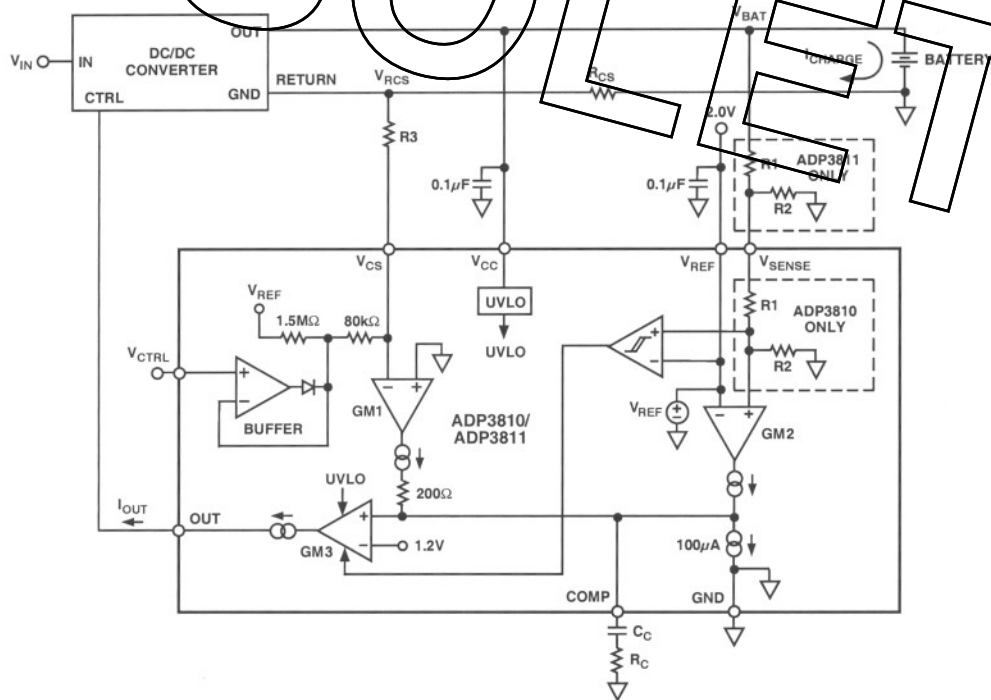 OUT
V_BAT
V_IN
IN
DC/DC
CONVERTER
RETURN
V_RCS
R_CS
I_CHARGE
BATTERY
CTRL
GND
R3
2.0V
0.1μF
0.1μF
R1
ADP3811
ONLY
R2
V_CS
V_CC
V_REF
V_SENSE
V_REF
UVLO
1.5MΩ
80kΩ
UVLO
R1
ADP3810
ONLY
R2
V_CTRL
+
−
BUFFER
− +
GM1
ADP3810/
ADP3811
+
−
V_REF
− +
GM2
UVLO
200Ω
I_OUT
OUT
GM3
+
−
1.2V
100μA
COMP
GND
C_C
R_C